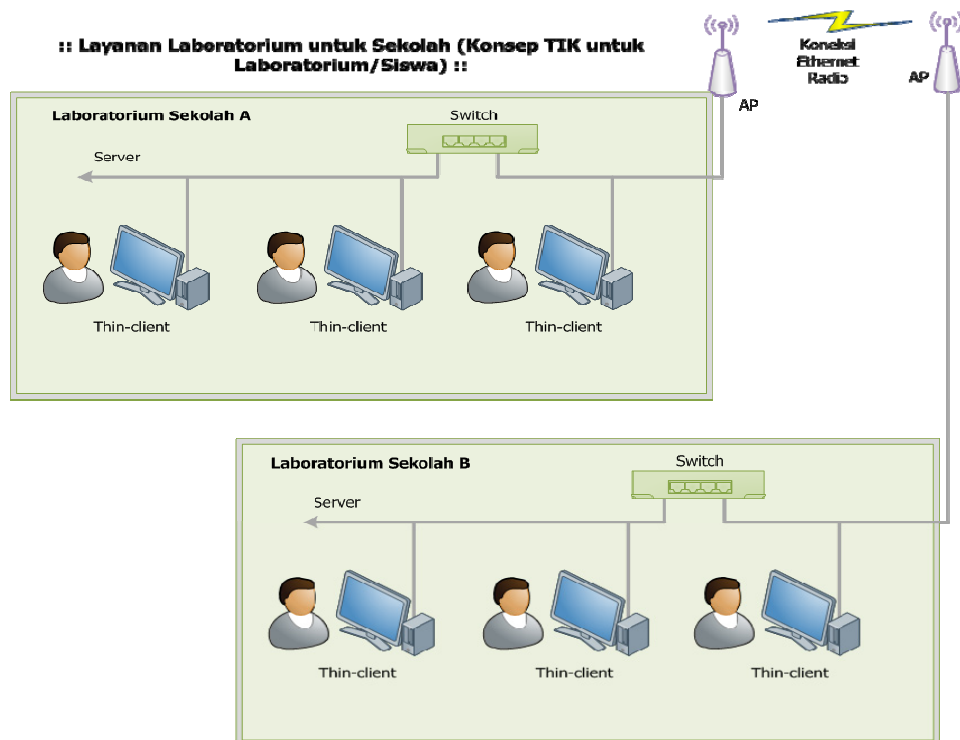 :: Layanan Laboratorium untuk Sekolah (Konsep TIK untuk
Laboratorium/Siswa) ::
Koneksi
Ethernet
Radio
AP
AP
Laboratorium Sekolah A
Switch
Server
Thin-client
Thin-client
Thin-client
Laboratorium Sekolah B
Switch
Server
Thin-client
Thin-client
Thin-client